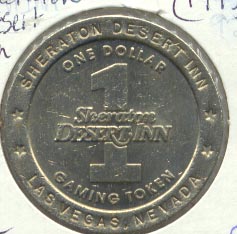 SHERATON DESERT INN
ONE DOLLAR
1
Sheraton
DESERT INN
GAMING TOKEN
LAS VEGAS, NEVADA